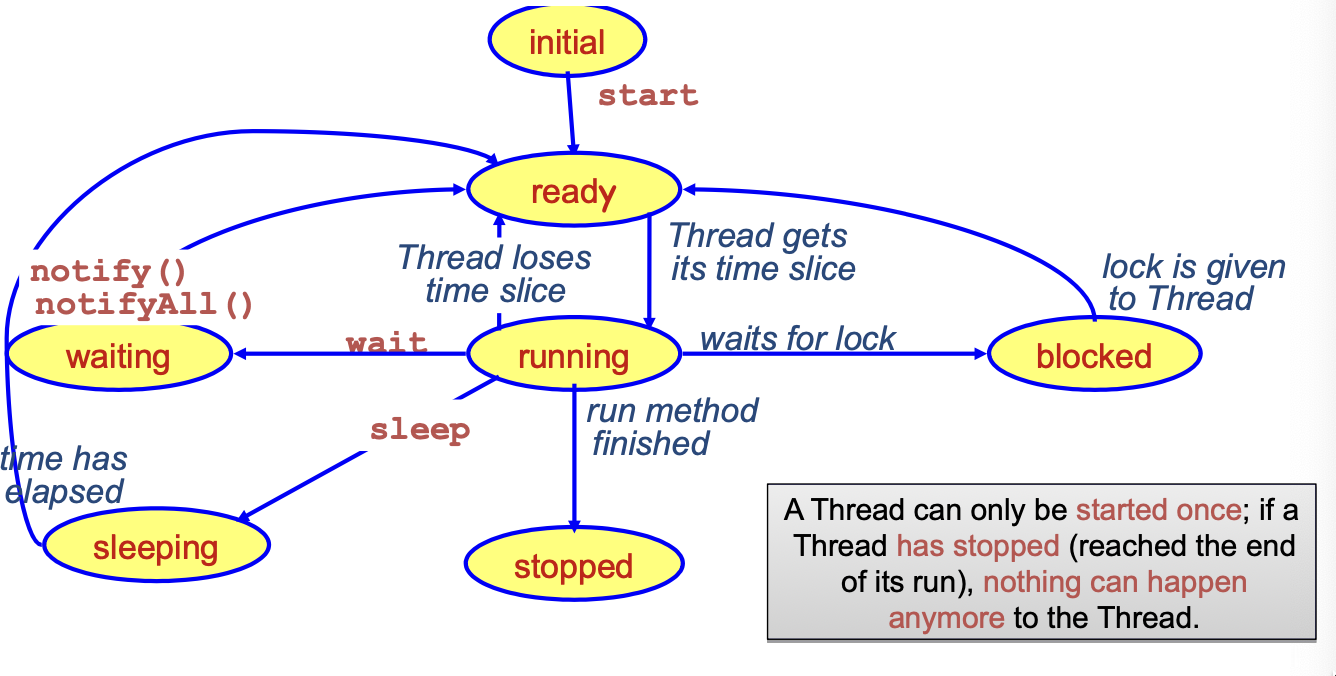 initial
start
ready
Thread gets
its time slice
Thread loses
time slice
lock is given
to Thread
notify()
notifyAll()
waiting
wait
running
waits for lock
blocked
sleep
run method
finished
time has
elapsed
sleeping
stopped
A Thread can only be started once; if a
Thread has stopped (reached the end
of its run), nothing can happen
anymore to the Thread.